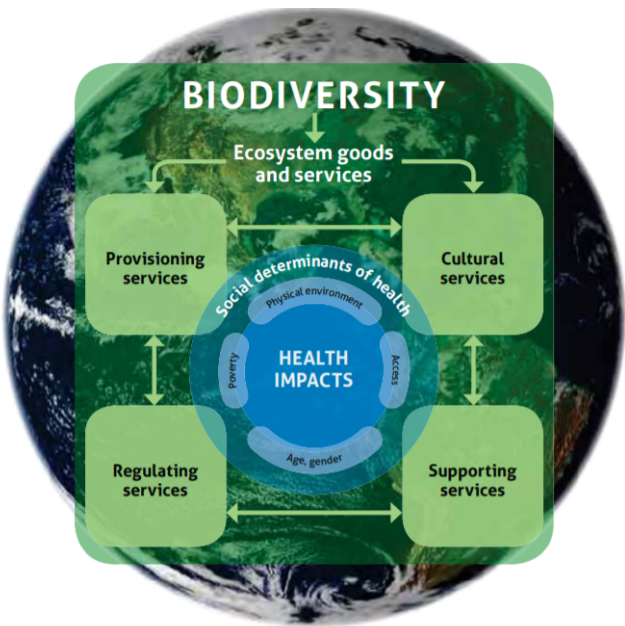 BIODIVERSITY
Ecosystem goods
and services
Provisioning
services
Cultural
services
Social determinants of health
Physical environment
Poverty
HEALTH
IMPACTS
Access
Age, gender
Regulating
services
Supporting
services